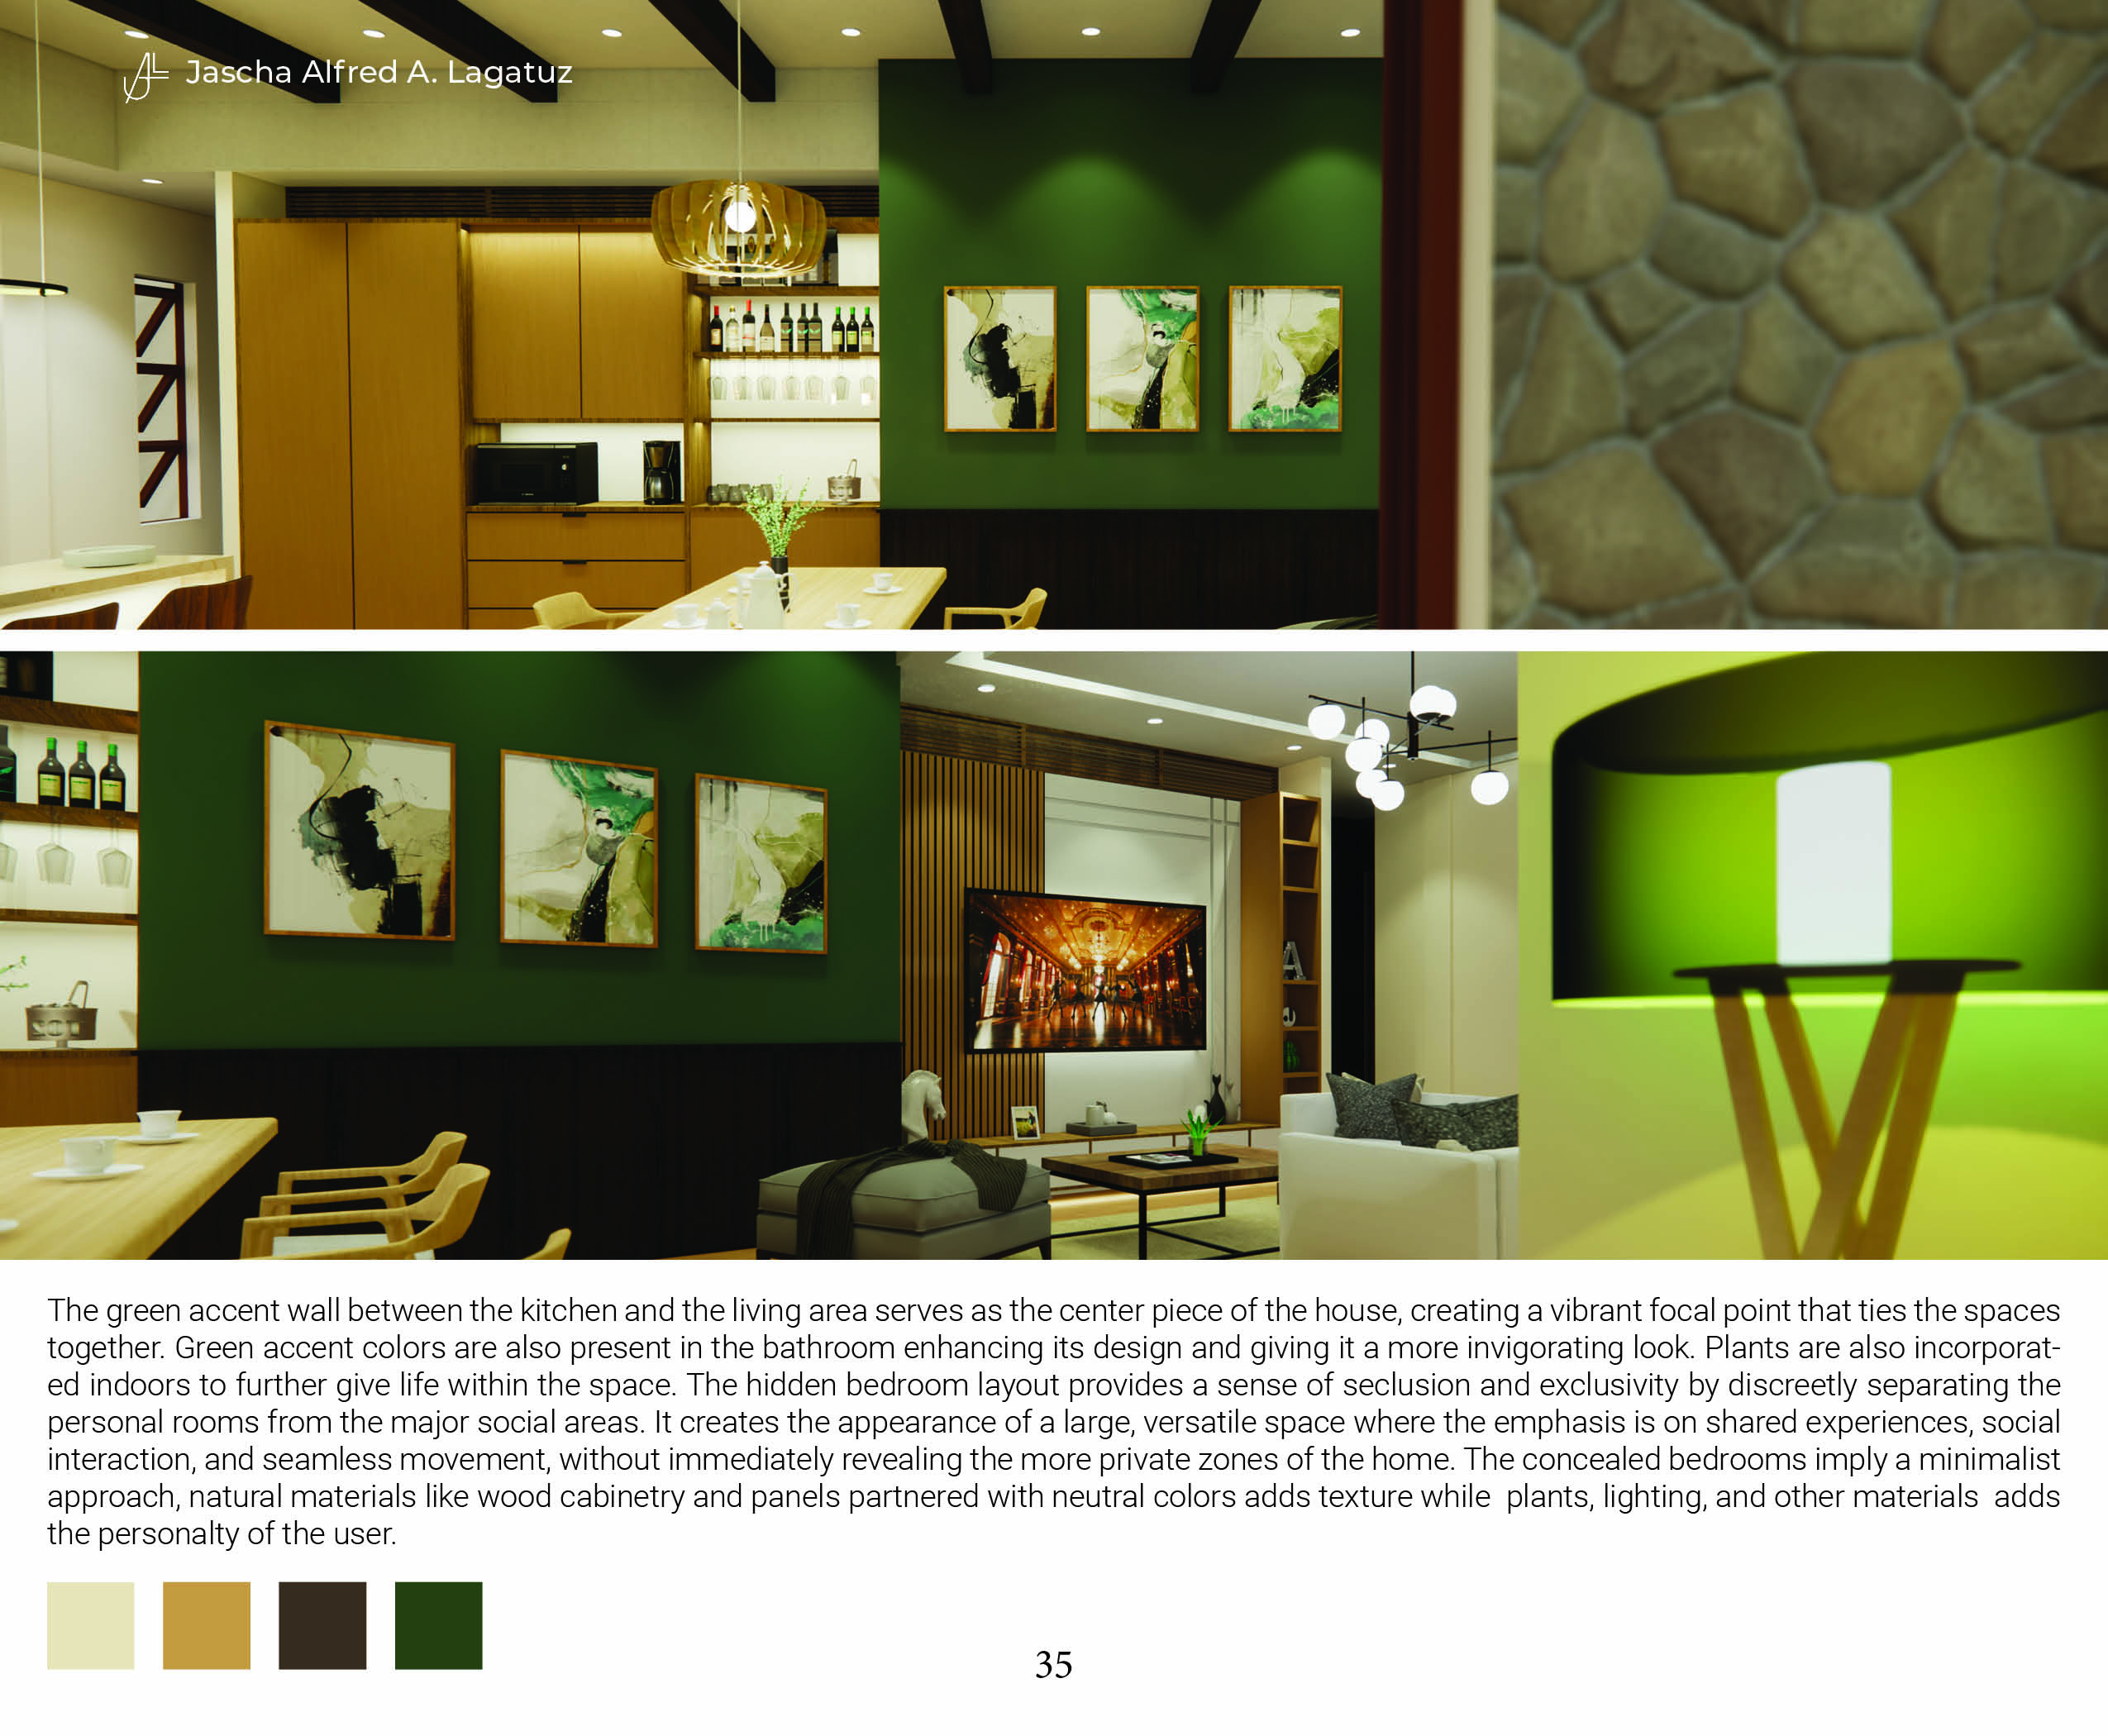 Jascha Alfred A. Lagatuz
The green accent wall between the kitchen and the living area serves as the center piece of the house, creating a vibrant focal point that ties the spaces
together. Green accent colors are also present in the bathroom enhancing its design and giving it a more invigorating look. Plants are also incorporat-
ed indoors to further give life within the space. The hidden bedroom layout provides a sense of seclusion and exclusivity by discreetly separating the
personal rooms from the major social areas. It creates the appearance of a large, versatile space where the emphasis is on shared experiences, social
interaction, and seamless movement, without immediately revealing the more private zones of the home. The concealed bedrooms imply a minimalist
approach, natural materials like wood cabinetry and panels partnered with neutral colors adds texture while  plants, lighting, and other materials  adds
the personalty of the user.
35